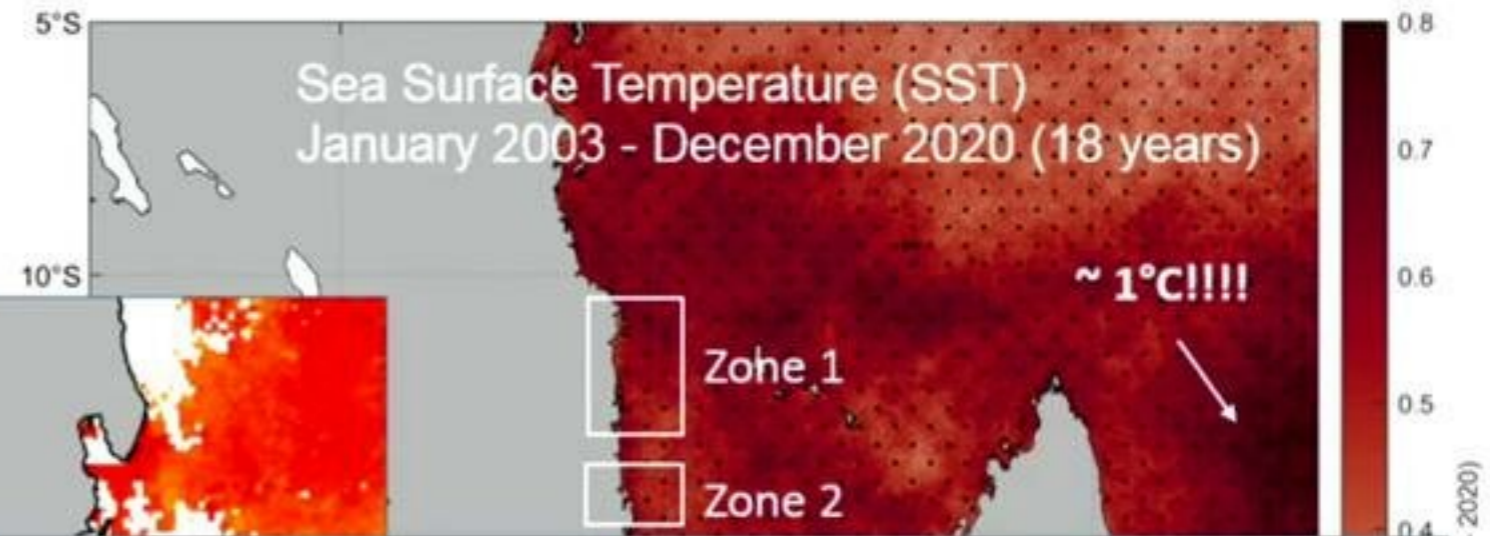 5°S
Sea Surface Temperature (SST)
January 2003 - December 2020 (18 years)
10°S
~ 1°C!!!!
Zone 1
Zone 2
0.8
0.7
0.6
0.5
0.4
2020)